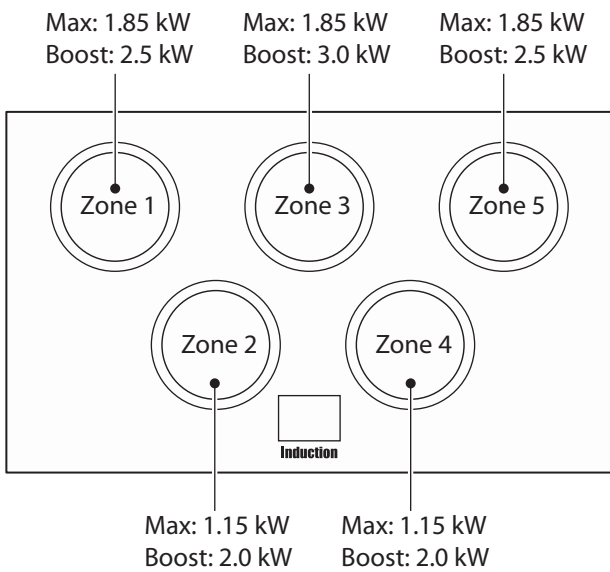 Max: 1.85 kW
Boost: 2.5 kW
Max: 1.85 kW
Boost: 3.0 kW
Max: 1.85 kW
Boost: 2.5 kW
Zone 1
Zone 3
Zone 5
Zone 2
Zone 4
Induction
Max: 1.15 kW
Boost: 2.0 kW
Max: 1.15 kW
Boost: 2.0 kW